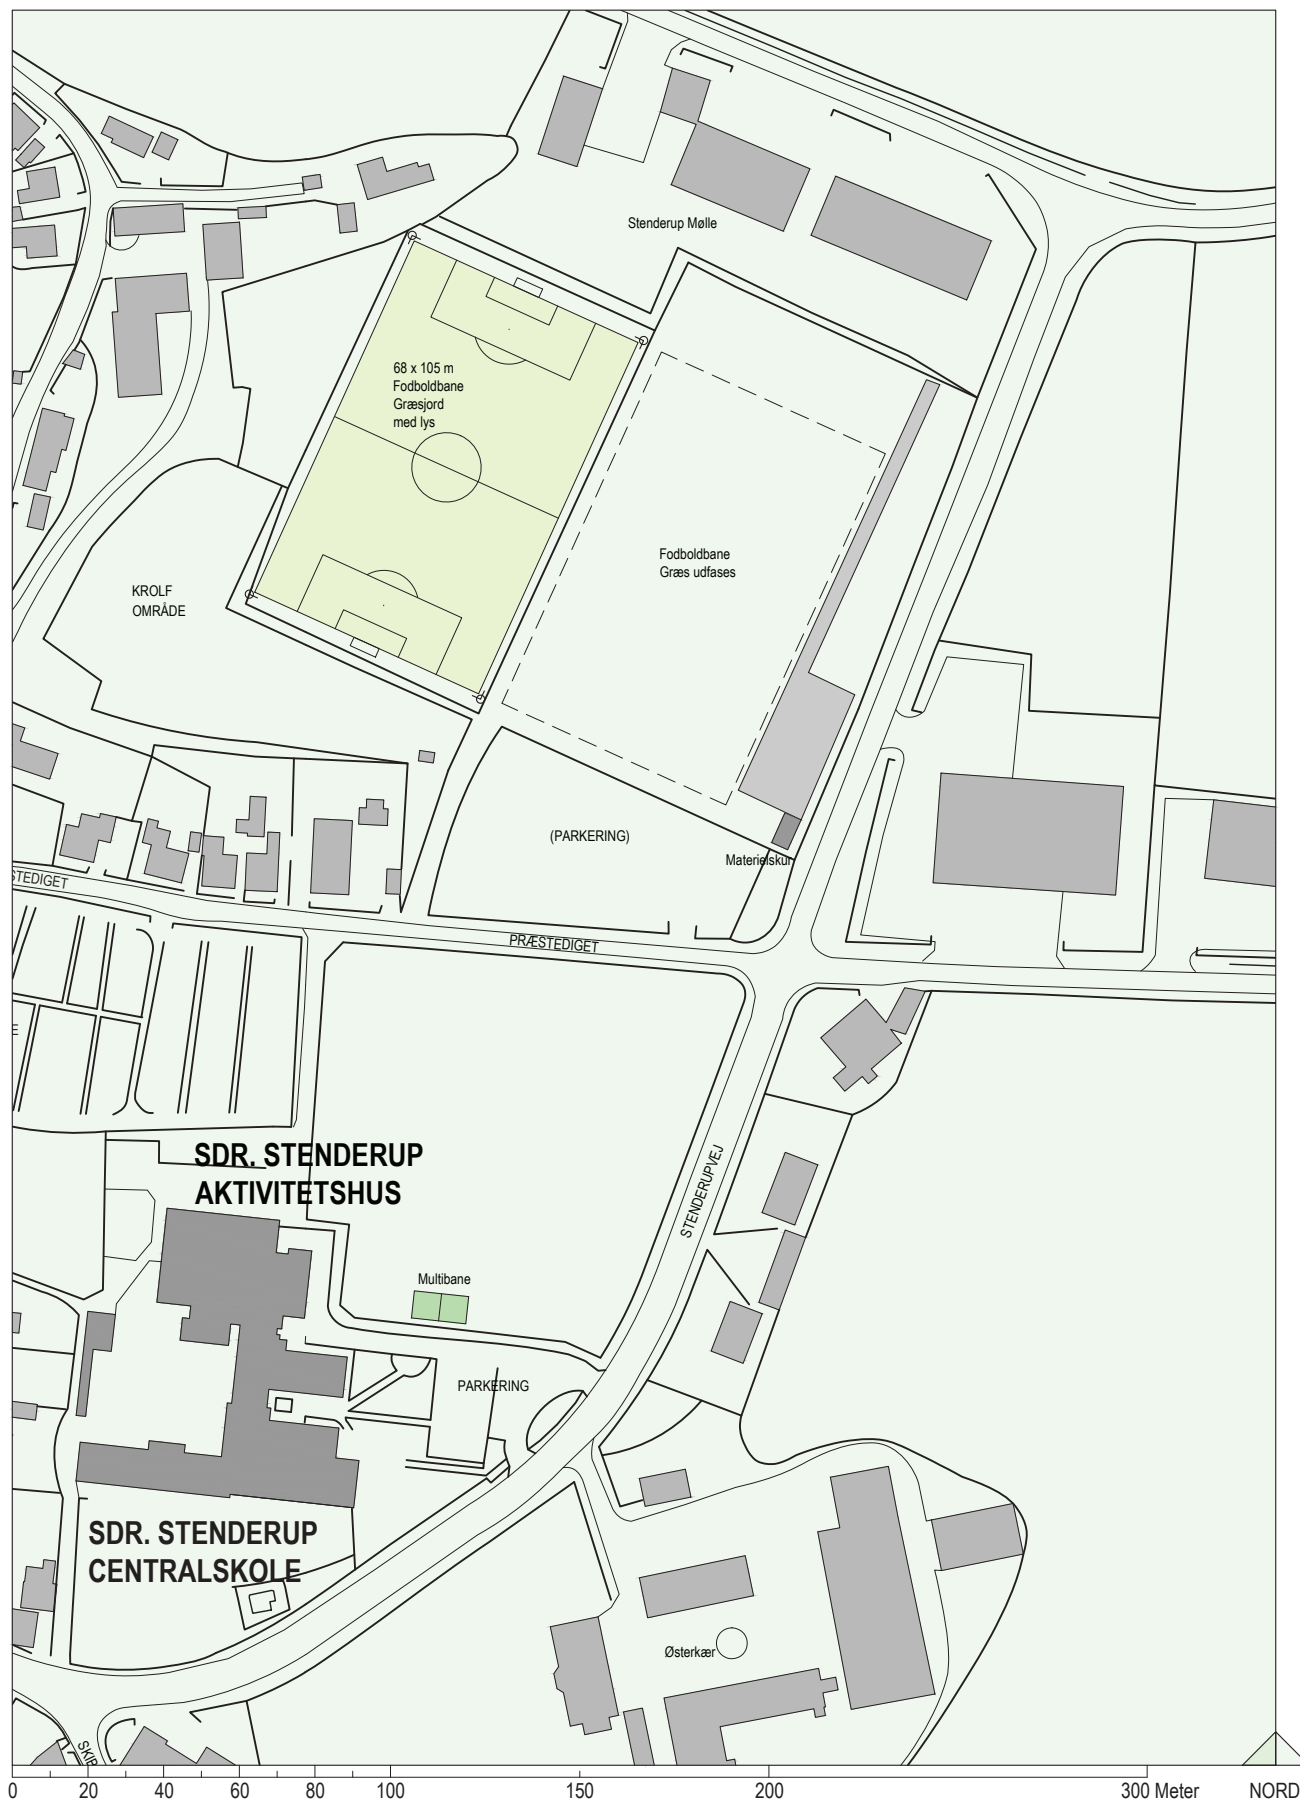 Stenderup Mølle
68 x 105 m
Fodboldbane
Græsjord
med lys
Fodboldbane
Græs udfases
KROLF
OMRÅDE
(PARKERING)
Materielskur
STEDIGET
PRÆSTEDIGET
E
SDR. STENDERUP
AKTIVITETSHUS
STENDERUPVEJ
Multibane
PARKERING
SDR. STENDERUP
CENTRALSKOLE
Østerkær
SKIB
0 20 40 60 80 100 150 200 300 Meter NORD